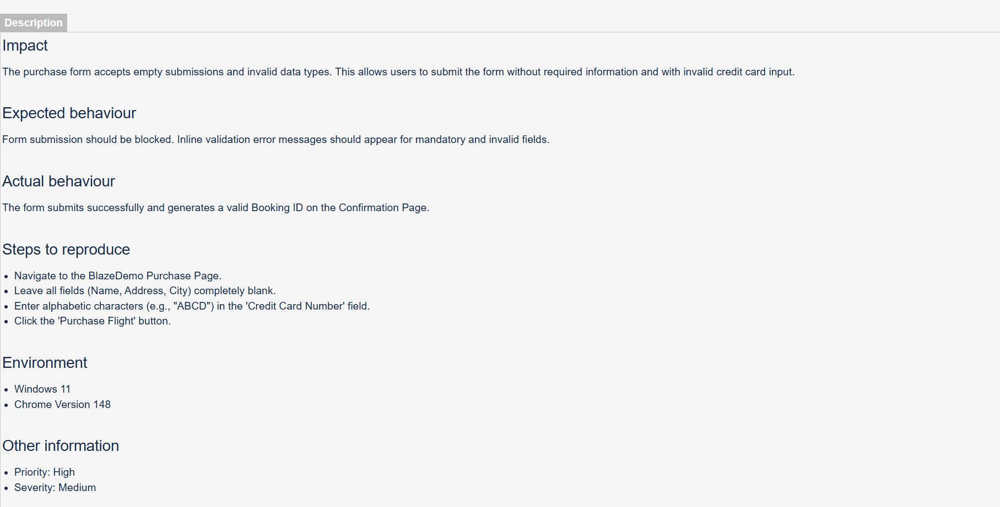 Description
Impact
The purchase form accepts empty submissions and invalid data types. This allows users to submit the form without required information and with invalid credit card input.
Expected behaviour
Form submission should be blocked. Inline validation error messages should appear for mandatory and invalid fields.
Actual behaviour
The form submits successfully and generates a valid Booking ID on the Confirmation Page.
Steps to reproduce
• Navigate to the BlazeDemo Purchase Page.
• Leave all fields (Name, Address, City) completely blank.
• Enter alphabetic characters (e.g., "ABCD") in the 'Credit Card Number' field.
• Click the 'Purchase Flight' button.
Environment
• Windows 11
• Chrome Version 148
Other information
• Priority: High
• Severity: Medium